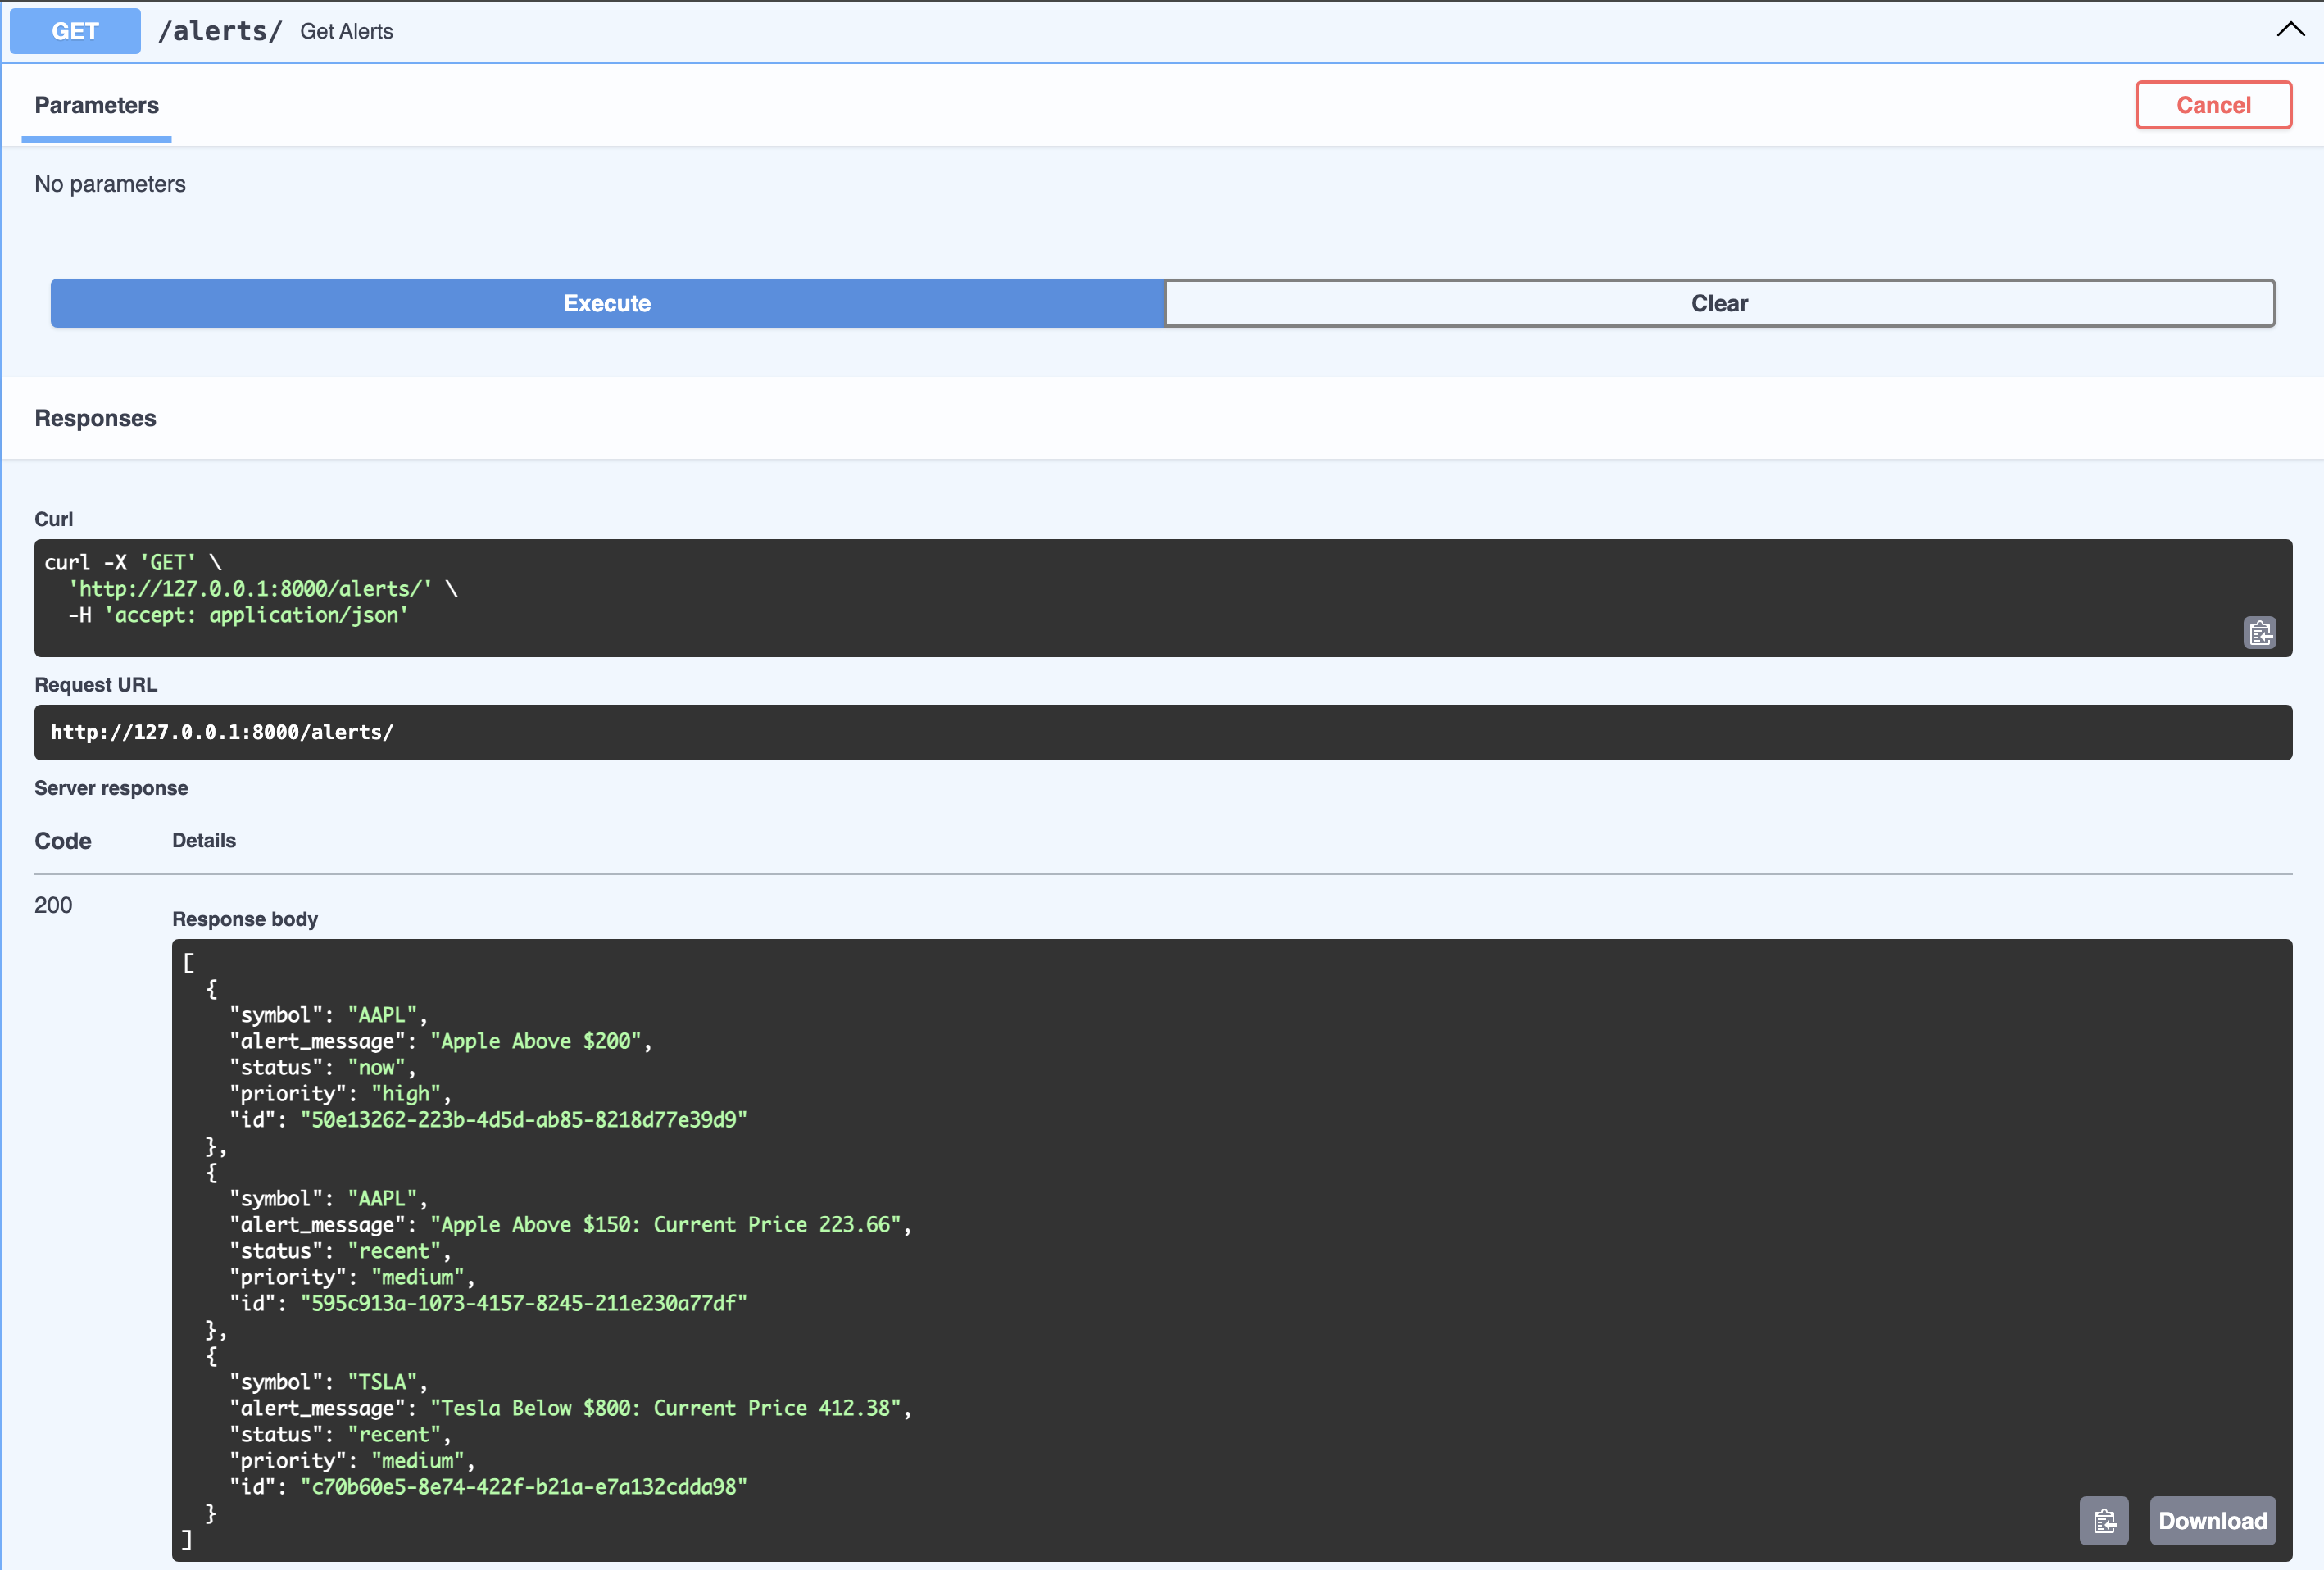 GET /alerts/ Get Alerts
Parameters
Cancel
No parameters
Execute
Clear
Responses
Curl
curl -X 'GET' \
  'http://127.0.0.1:8000/alerts/' \
  -H 'accept: application/json'
Request URL
http://127.0.0.1:8000/alerts/
Server response
Code Details
200
Response body
[
  {
    "symbol": "AAPL",
    "alert_message": "Apple Above $200",
    "status": "now",
    "priority": "high",
    "id": "50e13262-223b-4d5d-ab85-8218d77e39d9"
  },
  {
    "symbol": "AAPL",
    "alert_message": "Apple Above $150: Current Price 223.66",
    "status": "recent",
    "priority": "medium",
    "id": "595c913a-1073-4157-8245-211e230a77df"
  },
  {
    "symbol": "TSLA",
    "alert_message": "Tesla Below $800: Current Price 412.38",
    "status": "recent",
    "priority": "medium",
    "id": "c70b60e5-8e74-422f-b21a-e7a132cdda98"
  }
]
Download